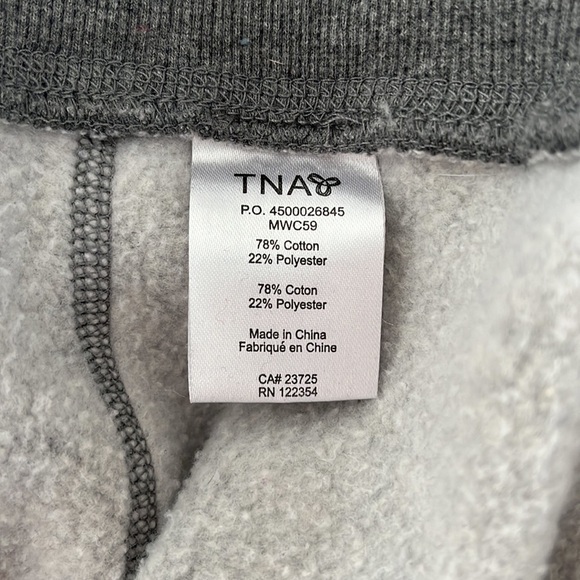 TNA
P.O. 4500026845
MWC59
78% Cotton
22% Polyester
78% Coton
22% Polyester
Made in China
Fabriqué en Chine
CA# 23725
RN 122354